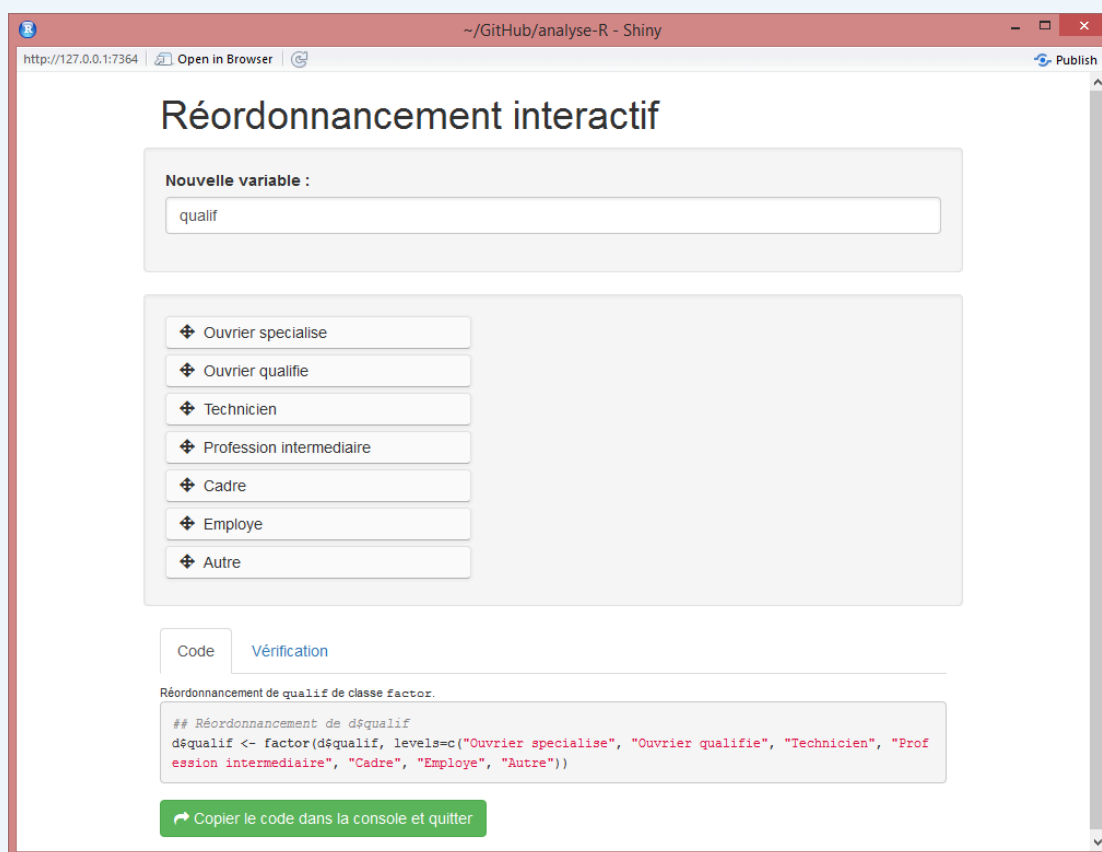 ~/GitHub/analyse-R - Shiny
http://127.0.0.1:7364 Open in Browser Publish
Réordonnancement interactif
Nouvelle variable :
qualif
Ouvrier specialise
Ouvrier qualifie
Technicien
Profession intermediaire
Cadre
Employe
Autre
Code Vérification
Réordonnancement de qualif de classe factor.
## Réordonnancement de d$qualif
d$qualif <- factor(d$qualif, levels=c("Ouvrier specialise", "Ouvrier qualifie", "Technicien", "Prof
ession intermediaire", "Cadre", "Employe", "Autre"))
Copier le code dans la console et quitter